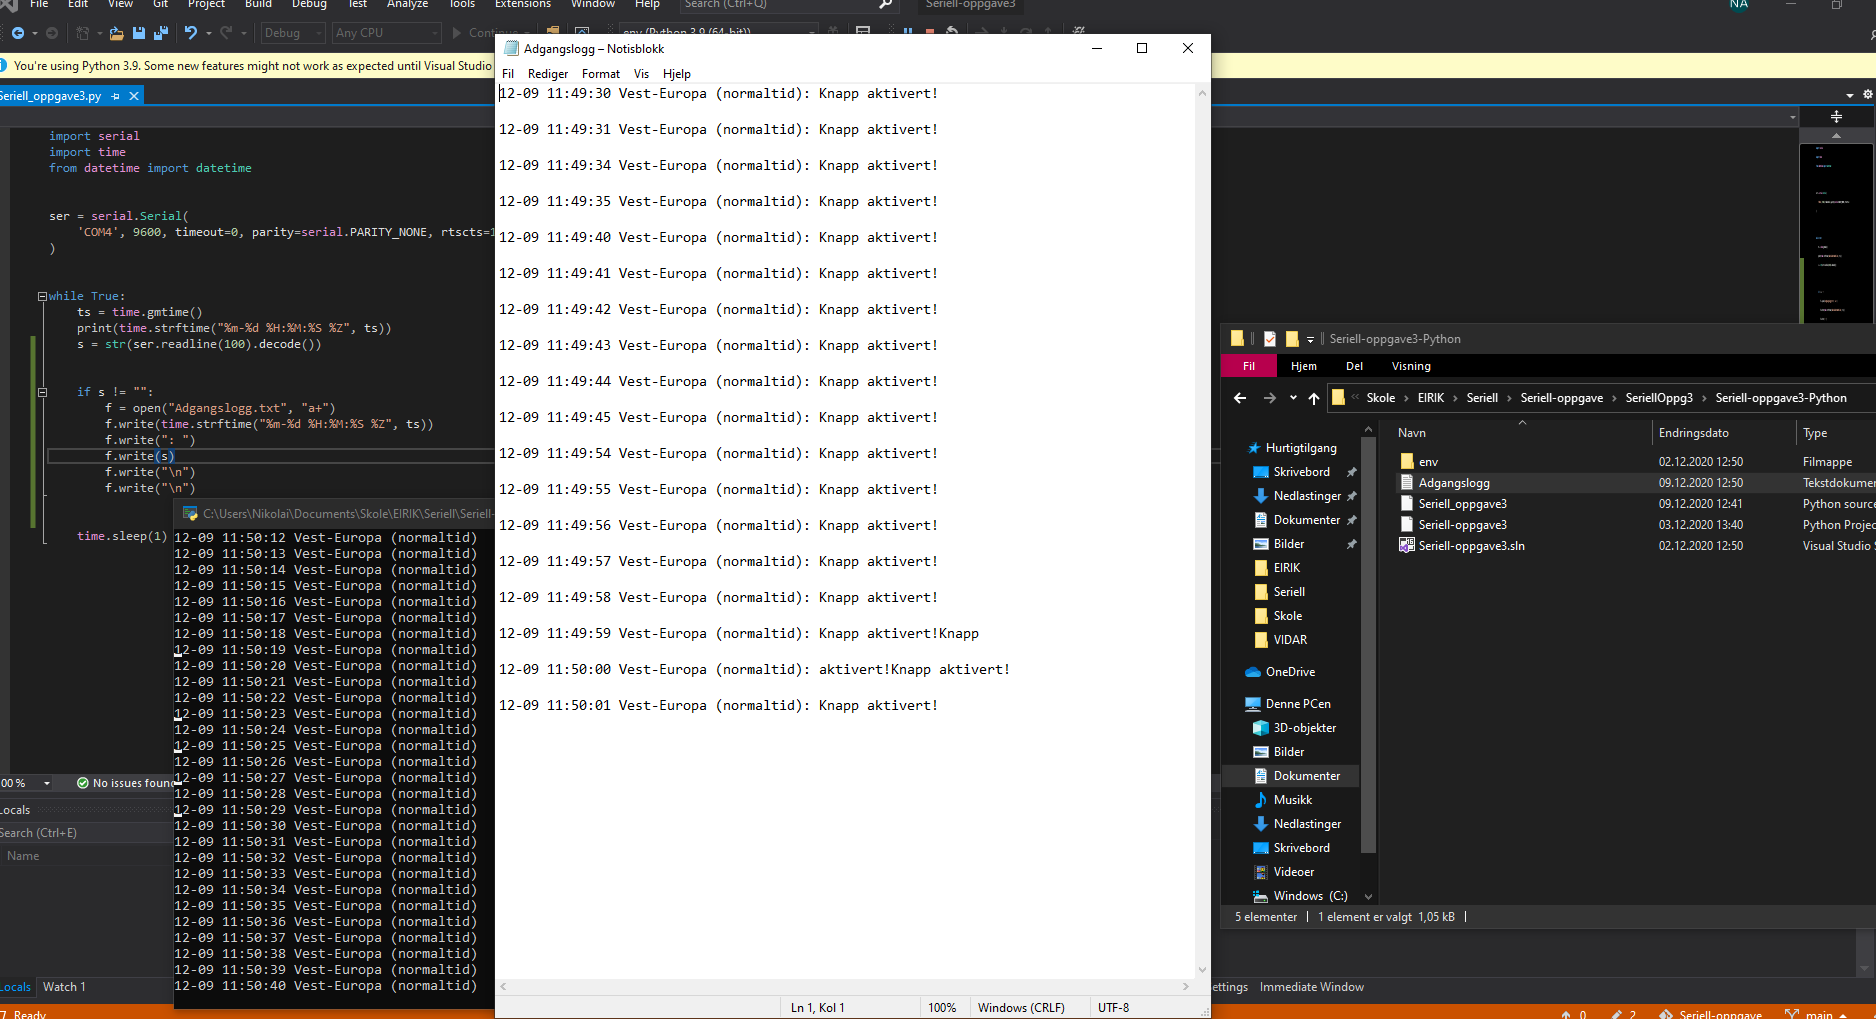 File Edit View Git Project Build Debug Test Analyze Tools Extensions Window Help Search (Ctrl+Q) Seriell-oppgave3 NA
Debug Any CPU Continue env (Python 3.9 (64-bit))
You're using Python 3.9. Some new features might not work as expected until Visual Studio
Seriell_oppgave3.py
import serial
import time
from datetime import datetime
ser = serial.Serial(
'COM4', 9600, timeout=0, parity=serial.PARITY_NONE, rtscts=1
)
while True:
ts = time.gmtime()
print(time.strftime("%m-%d %H:%M:%S %Z", ts))
s = str(ser.readline(100).decode())
if s != "":
f = open("Adgangslogg.txt", "a+")
f.write(time.strftime("%m-%d %H:%M:%S %Z", ts))
f.write(": ")
f.write(s)
f.write("\n")
f.write("\n")
time.sleep(1)
00 % No issues found
Locals
Search (Ctrl+E)
Name
Locals Watch 1
Ready
C:\Users\Nikolai\Documents\Skole\EIRIK\Seriell\Seriell-
12-09 11:50:12 Vest-Europa (normaltid)
12-09 11:50:13 Vest-Europa (normaltid)
12-09 11:50:14 Vest-Europa (normaltid)
12-09 11:50:15 Vest-Europa (normaltid)
12-09 11:50:16 Vest-Europa (normaltid)
12-09 11:50:17 Vest-Europa (normaltid)
12-09 11:50:18 Vest-Europa (normaltid)
12-09 11:50:19 Vest-Europa (normaltid)
12-09 11:50:20 Vest-Europa (normaltid)
12-09 11:50:21 Vest-Europa (normaltid)
12-09 11:50:22 Vest-Europa (normaltid)
12-09 11:50:23 Vest-Europa (normaltid)
12-09 11:50:24 Vest-Europa (normaltid)
12-09 11:50:25 Vest-Europa (normaltid)
12-09 11:50:26 Vest-Europa (normaltid)
12-09 11:50:27 Vest-Europa (normaltid)
12-09 11:50:28 Vest-Europa (normaltid)
12-09 11:50:29 Vest-Europa (normaltid)
12-09 11:50:30 Vest-Europa (normaltid)
12-09 11:50:31 Vest-Europa (normaltid)
12-09 11:50:32 Vest-Europa (normaltid)
12-09 11:50:33 Vest-Europa (normaltid)
12-09 11:50:34 Vest-Europa (normaltid)
12-09 11:50:35 Vest-Europa (normaltid)
12-09 11:50:36 Vest-Europa (normaltid)
12-09 11:50:37 Vest-Europa (normaltid)
12-09 11:50:38 Vest-Europa (normaltid)
12-09 11:50:39 Vest-Europa (normaltid)
12-09 11:50:40 Vest-Europa (normaltid)
Adgangslogg – Notisblokk
Fil Rediger Format Vis Hjelp
12-09 11:49:30 Vest-Europa (normaltid): Knapp aktivert!
12-09 11:49:31 Vest-Europa (normaltid): Knapp aktivert!
12-09 11:49:34 Vest-Europa (normaltid): Knapp aktivert!
12-09 11:49:35 Vest-Europa (normaltid): Knapp aktivert!
12-09 11:49:40 Vest-Europa (normaltid): Knapp aktivert!
12-09 11:49:41 Vest-Europa (normaltid): Knapp aktivert!
12-09 11:49:42 Vest-Europa (normaltid): Knapp aktivert!
12-09 11:49:43 Vest-Europa (normaltid): Knapp aktivert!
12-09 11:49:44 Vest-Europa (normaltid): Knapp aktivert!
12-09 11:49:45 Vest-Europa (normaltid): Knapp aktivert!
12-09 11:49:54 Vest-Europa (normaltid): Knapp aktivert!
12-09 11:49:55 Vest-Europa (normaltid): Knapp aktivert!
12-09 11:49:56 Vest-Europa (normaltid): Knapp aktivert!
12-09 11:49:57 Vest-Europa (normaltid): Knapp aktivert!
12-09 11:49:58 Vest-Europa (normaltid): Knapp aktivert!
12-09 11:49:59 Vest-Europa (normaltid): Knapp aktivert!Knapp
12-09 11:50:00 Vest-Europa (normaltid): aktivert!Knapp aktivert!
12-09 11:50:01 Vest-Europa (normaltid): Knapp aktivert!
Ln 1, Kol 1 100% Windows (CRLF) UTF-8
Seriell-oppgave3-Python
Fil Hjem Del Visning
« Skole › EIRIK › Seriell › Seriell-oppgave › SeriellOppg3 › Seriell-oppgave3-Python
Hurtigtilgang
Skrivebord
Nedlastinger
Dokumenter
Bilder
EIRIK
Seriell
Skole
VIDAR
OneDrive
Denne PCen
3D-objekter
Bilder
Dokumenter
Musikk
Nedlastinger
Skrivebord
Videoer
Windows (C:)
Navn Endringsdato Type
env 02.12.2020 12:50 Filmappe
Adgangslogg 09.12.2020 12:50 Tekstdokume
Seriell_oppgave3 09.12.2020 12:41 Python source
Seriell-oppgave3 03.12.2020 13:40 Python Projec
Seriell-oppgave3.sln 02.12.2020 12:50 Visual Studio S
5 elementer 1 element er valgt 1,05 kB
ettings Immediate Window
0 2 Seriell-oppgave main